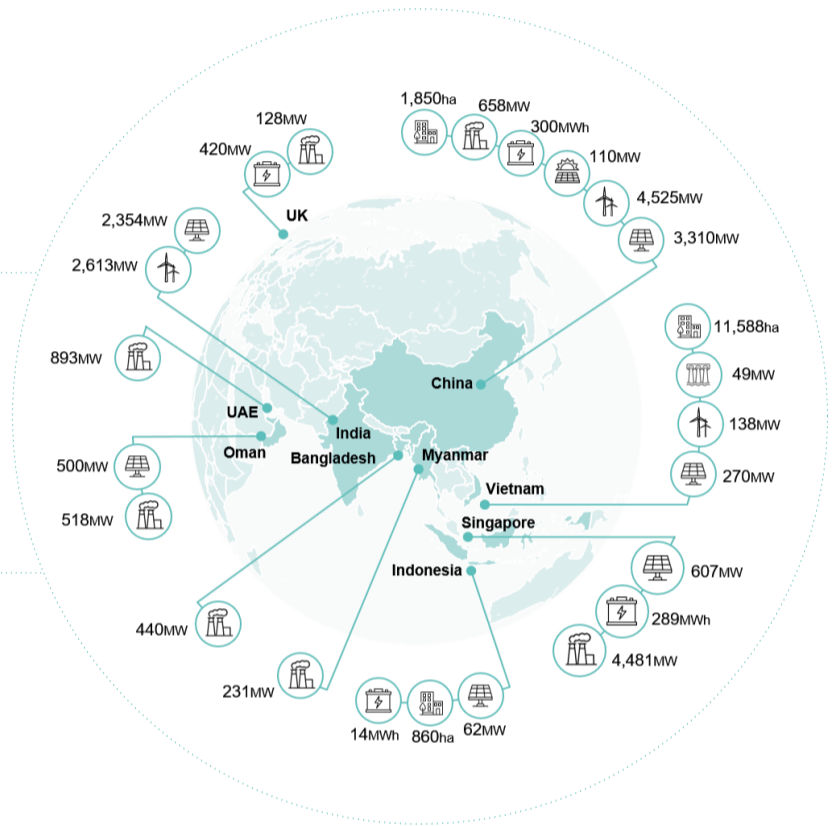 128MW
420MW
UK
1,850ha
658MW
300MWh
110MW
4,525MW
3,310MW
China
2,354MW
2,613MW
India
893MW
UAE
500MW
518MW
Oman
11,588ha
49MW
138MW
270MW
Vietnam
Bangladesh
440MW
Myanmar
231MW
Singapore
607MW
289MWh
4,481MW
Indonesia
14MWh
860ha
62MW